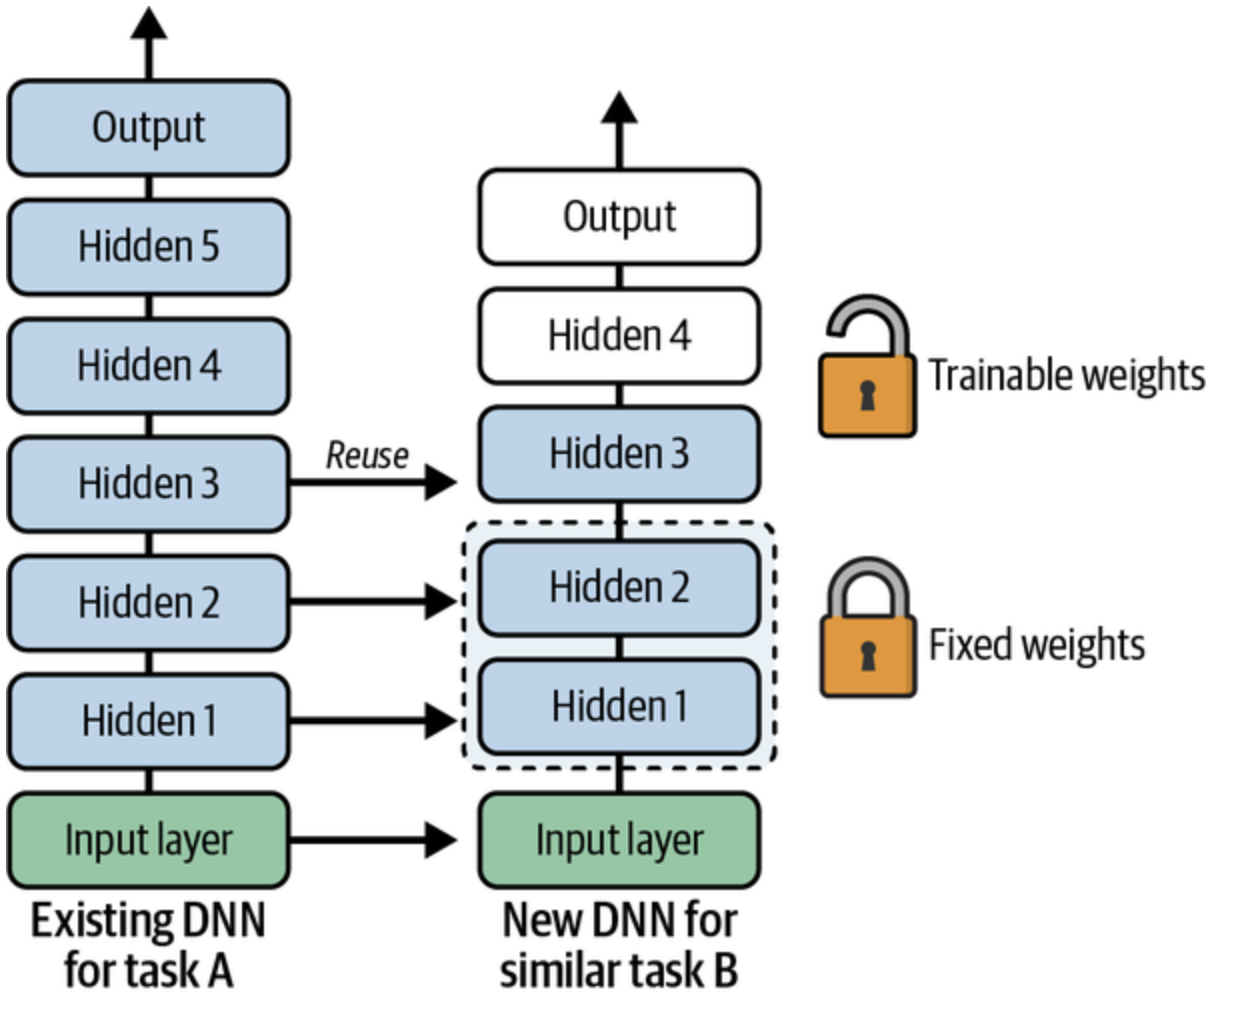 Output
Hidden 5
Hidden 4
Hidden 3
Hidden 2
Hidden 1
Input layer
Existing DNN
for task A
Reuse
Output
Hidden 4
Hidden 3
Hidden 2
Hidden 1
Input layer
New DNN for
similar task B
Trainable weights
Fixed weights